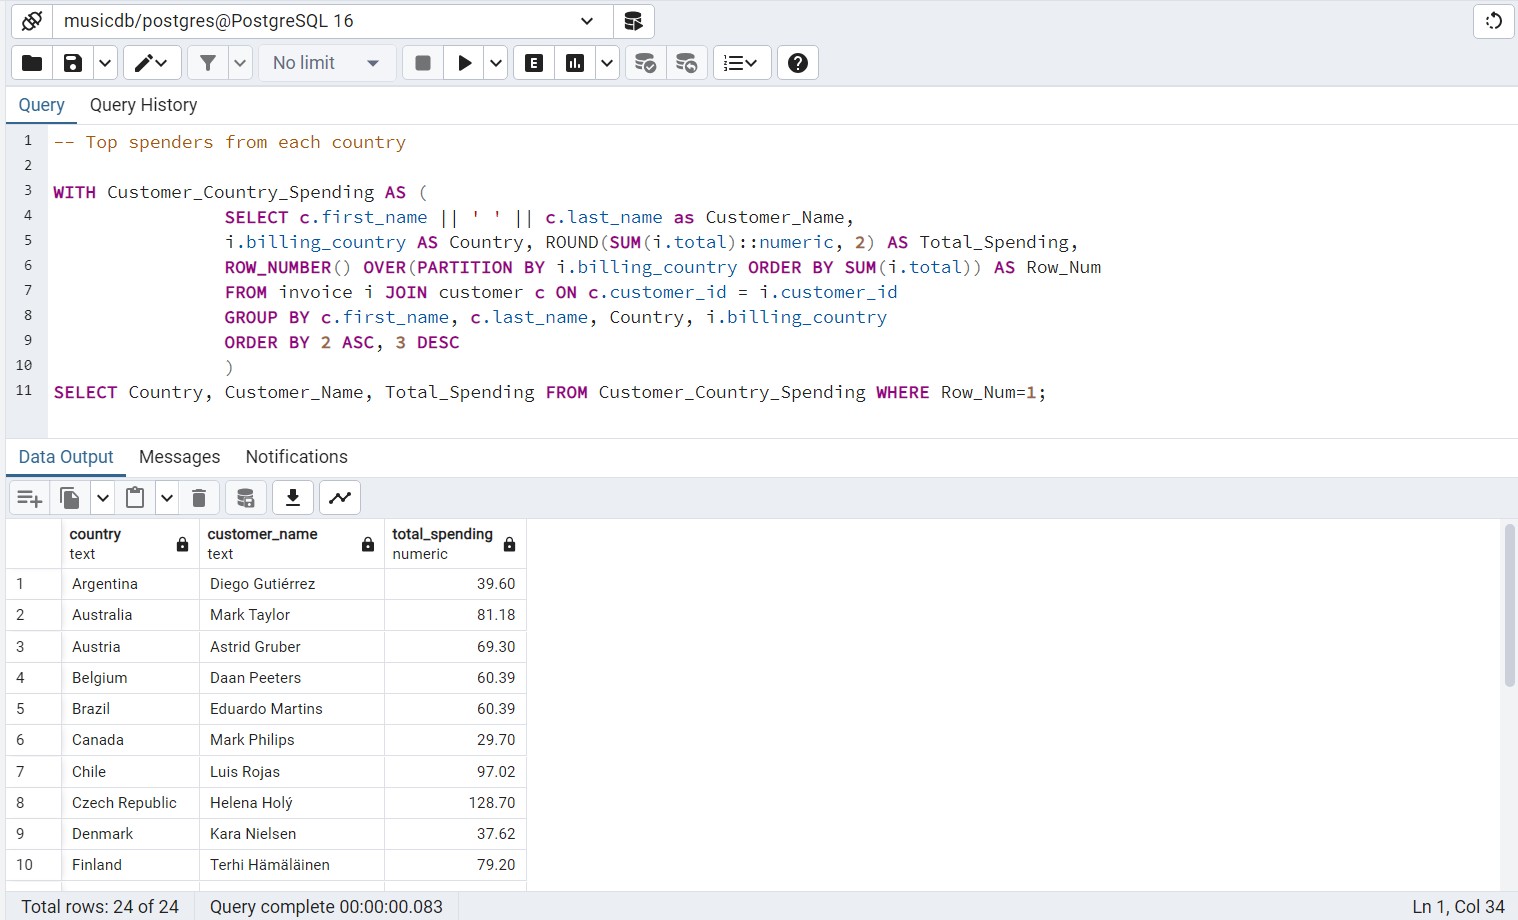 musicdb/postgres@PostgreSQL 16
No limit
E
Query Query History
1 -- Top spenders from each country
2
3 WITH Customer_Country_Spending AS (
4 SELECT c.first_name || ' ' || c.last_name as Customer_Name,
5 i.billing_country AS Country, ROUND(SUM(i.total)::numeric, 2) AS Total_Spending,
6 ROW_NUMBER() OVER(PARTITION BY i.billing_country ORDER BY SUM(i.total)) AS Row_Num
7 FROM invoice i JOIN customer c ON c.customer_id = i.customer_id
8 GROUP BY c.first_name, c.last_name, Country, i.billing_country
9 ORDER BY 2 ASC, 3 DESC
10 )
11 SELECT Country, Customer_Name, Total_Spending FROM Customer_Country_Spending WHERE Row_Num=1;
Data Output Messages Notifications
country customer_name total_spending
text text numeric
1 Argentina Diego Gutiérrez 39.60
2 Australia Mark Taylor 81.18
3 Austria Astrid Gruber 69.30
4 Belgium Daan Peeters 60.39
5 Brazil Eduardo Martins 60.39
6 Canada Mark Philips 29.70
7 Chile Luis Rojas 97.02
8 Czech Republic Helena Holý 128.70
9 Denmark Kara Nielsen 37.62
10 Finland Terhi Hämäläinen 79.20
Total rows: 24 of 24 Query complete 00:00:00.083 Ln 1, Col 34